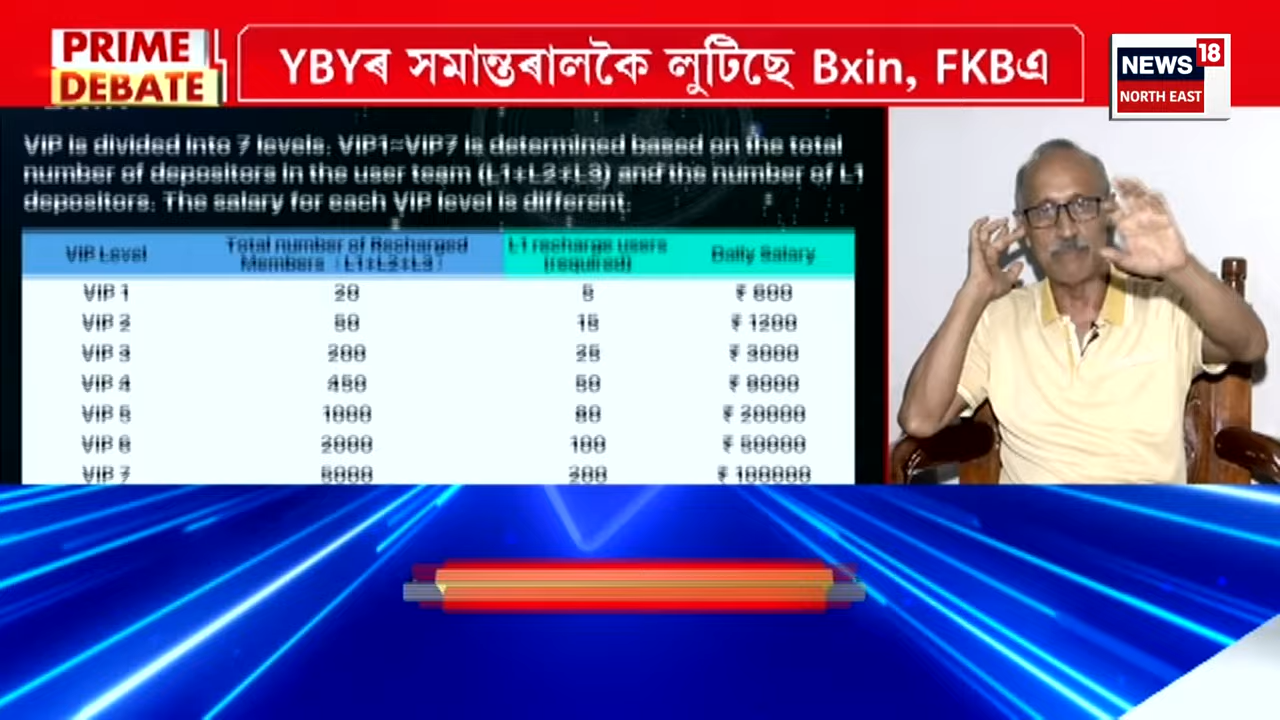 PRIME
DEBATE
YBYৰ সমান্তৰালকৈ লুটিছে Bxin, FKBএ
NEWS 18
NORTH EAST
VIP is divided into 7 levels. VIP1~VIP7 is determined based on the total
number of depositors in the user team (L1+L2+L3) and the number of L1
depositors. The salary for each VIP level is different.
VIP Level
Total number of Recharged
Members (L1+L2+L3)
L1 recharge users
(required)
Daily Salary
VIP 1 20 5 ₹ 600
VIP 2 50 15 ₹ 1200
VIP 3 200 25 ₹ 3000
VIP 4 450 50 ₹ 8000
VIP 5 1000 80 ₹ 20000
VIP 6 2000 100 ₹ 50000
VIP 7 5000 200 ₹ 100000